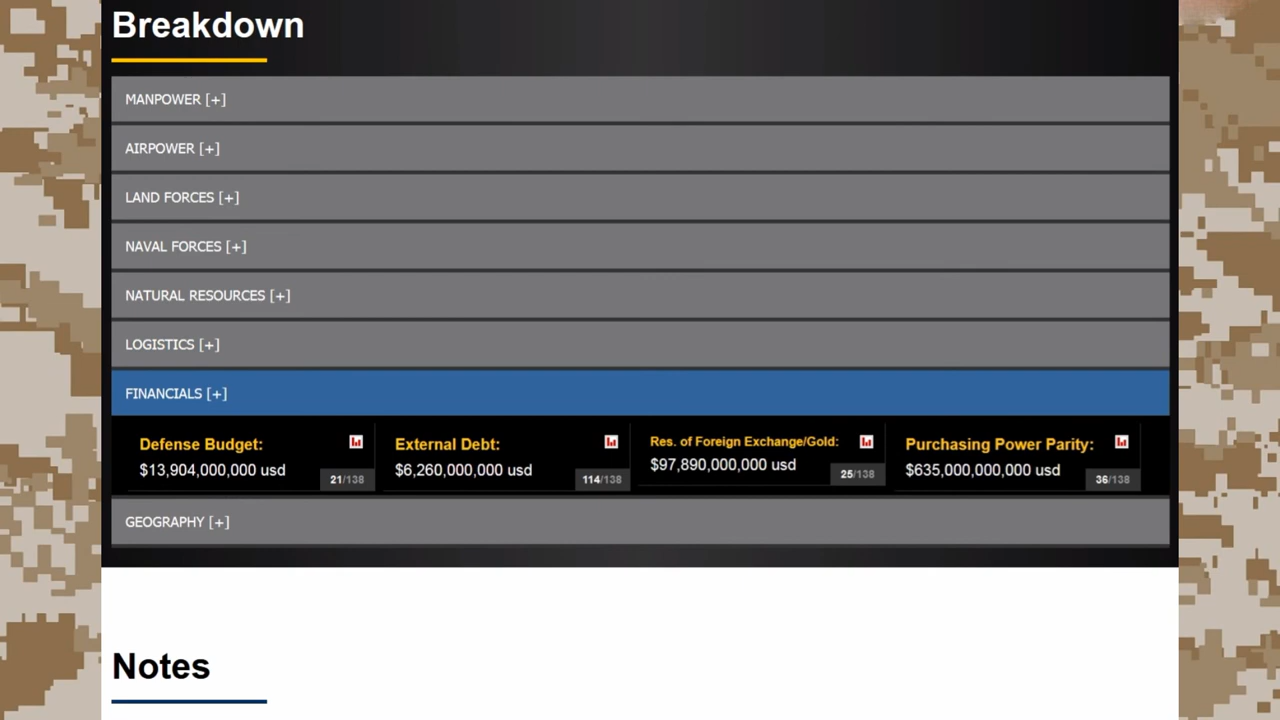 Breakdown
MANPOWER [+]
AIRPOWER [+]
LAND FORCES [+]
NAVAL FORCES [+]
NATURAL RESOURCES [+]
LOGISTICS [+]
FINANCIALS [+]
Defense Budget:
$13,904,000,000 usd
21/138
External Debt:
$6,260,000,000 usd
114/138
Res. of Foreign Exchange/Gold:
$97,890,000,000 usd
25/138
Purchasing Power Parity:
$635,000,000,000 usd
36/138
GEOGRAPHY [+]
Notes